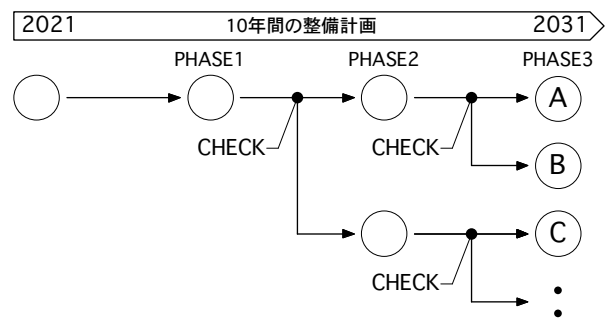 2021 10年間の整備計画 2031
PHASE1 PHASE2 PHASE3
A
CHECK CHECK
B
C
CHECK